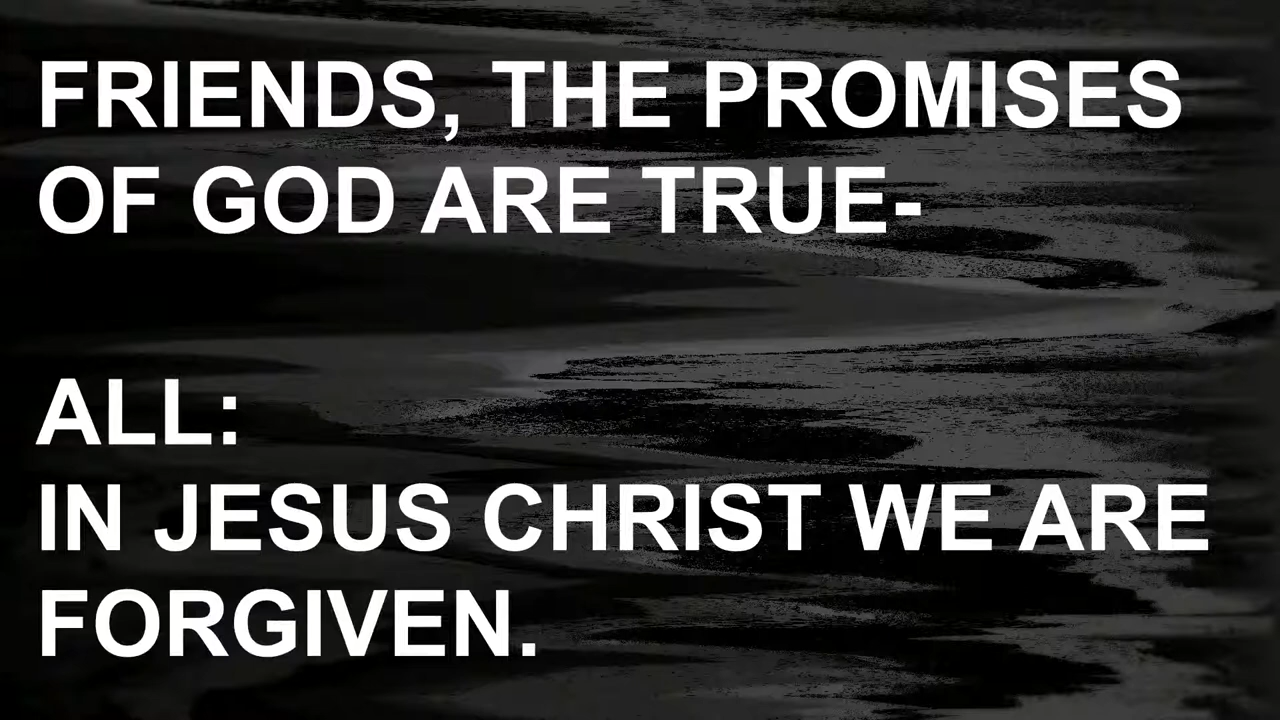 FRIENDS, THE PROMISES
OF GOD ARE TRUE-
ALL:
IN JESUS CHRIST WE ARE
FORGIVEN.